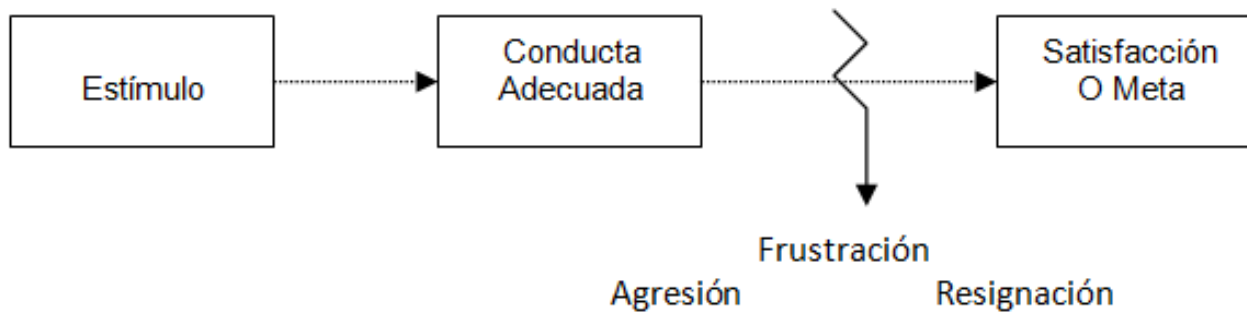 Estímulo
Conducta
Adecuada
Satisfacción
O Meta
Frustración
Agresión
Resignación